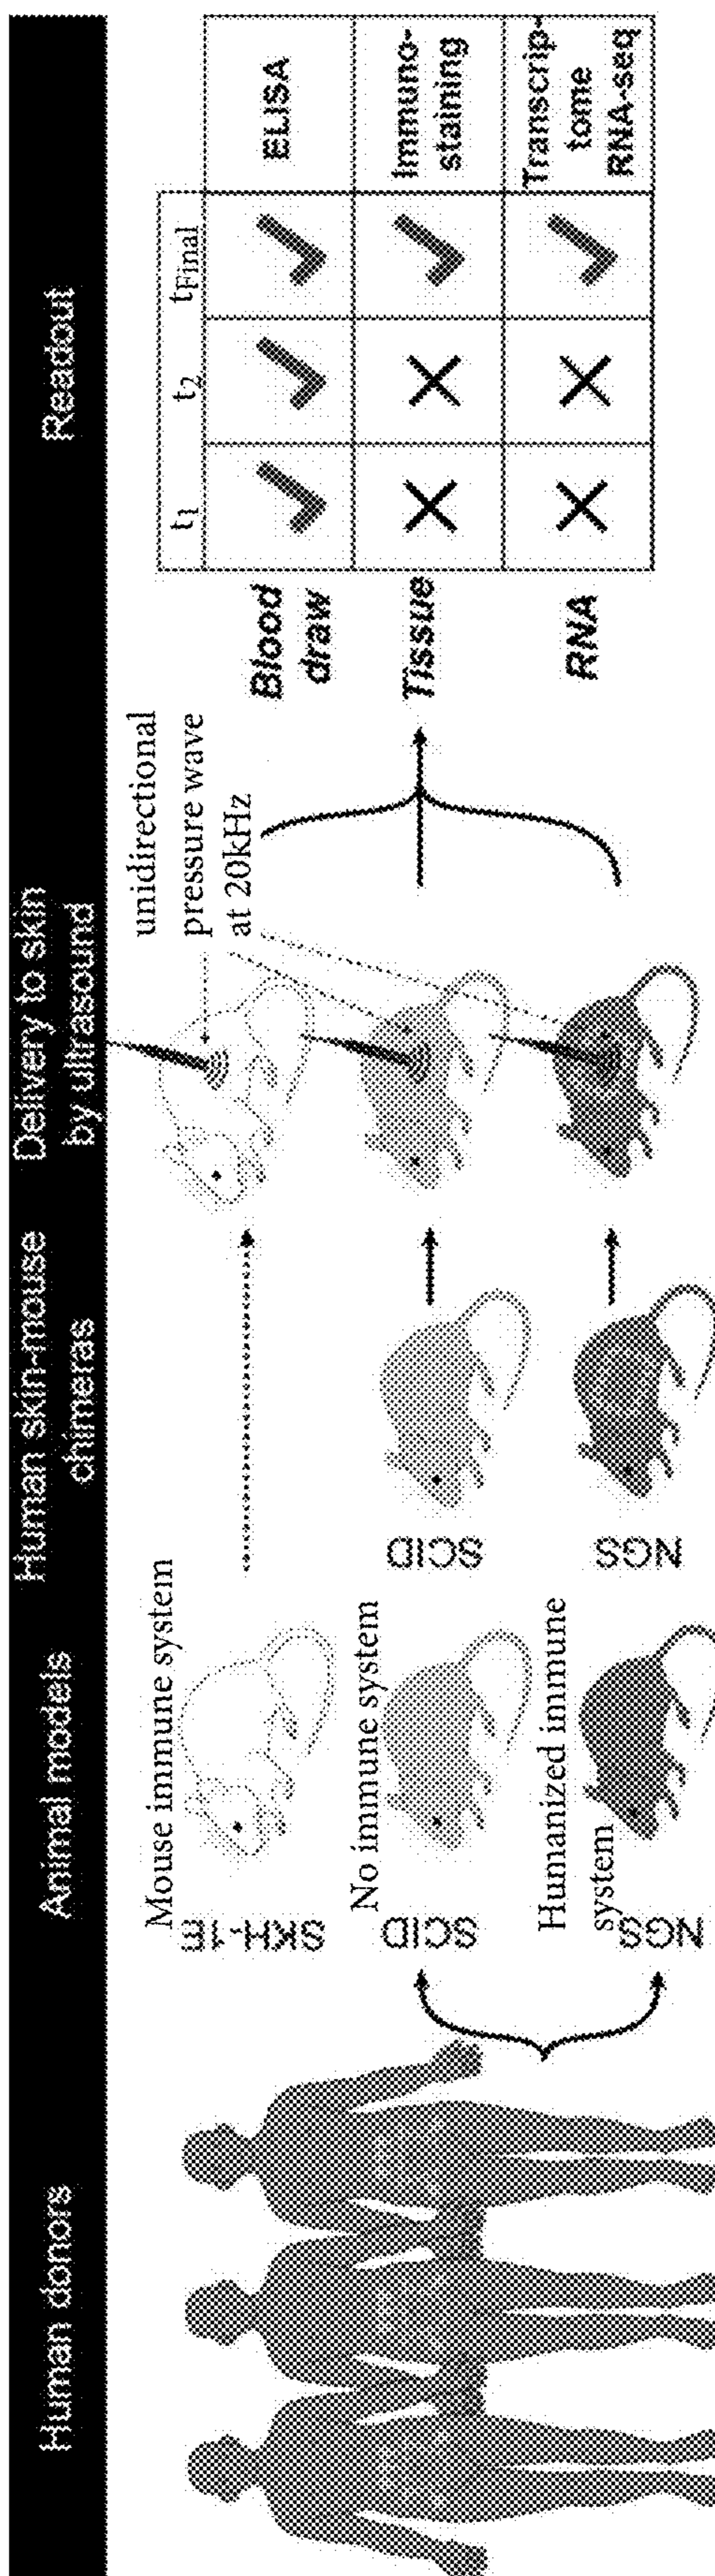 Human donors
Animal models
Human skin-mouse
chimeras
Delivery to skin
by ultrasound
Readout
SKH-1E
Mouse immune system
SCID
No immune system
NGS
Humanized immune
system
SCID
NGS
unidirectional
pressure wave
at 20kHz
t1
t2
tFinal
Blood
draw
ELISA
Tissue
Immuno-
staining
RNA
Transcrip-
tome
RNA-seq